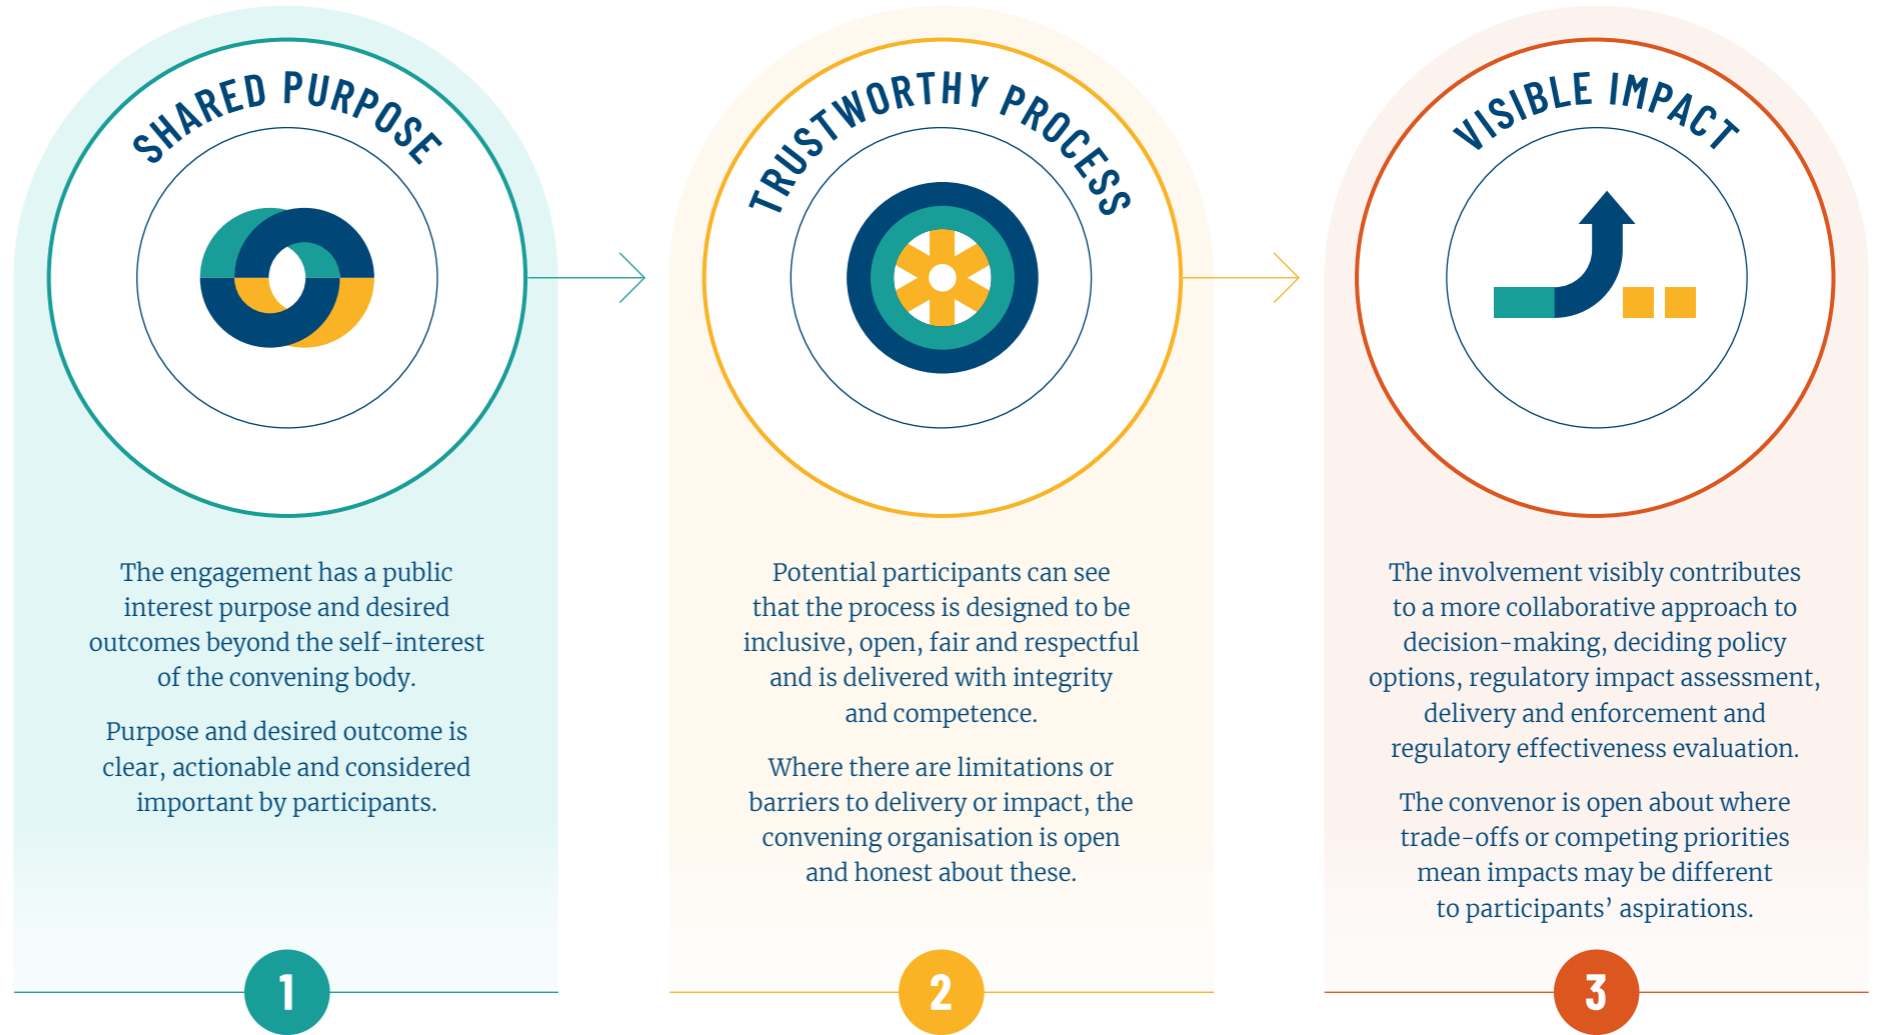 SHARED PURPOSE
The engagement has a public
interest purpose and desired
outcomes beyond the self-interest
of the convening body.
Purpose and desired outcome is
clear, actionable and considered
important by participants.
1
TRUSTWORTHY PROCESS
Potential participants can see
that the process is designed to be
inclusive, open, fair and respectful
and is delivered with integrity
and competence.
Where there are limitations or
barriers to delivery or impact, the
convening organisation is open
and honest about these.
2
VISIBLE IMPACT
The involvement visibly contributes
to a more collaborative approach to
decision-making, deciding policy
options, regulatory impact assessment,
delivery and enforcement and
regulatory effectiveness evaluation.
The convenor is open about where
trade-offs or competing priorities
mean impacts may be different
to participants’ aspirations.
3